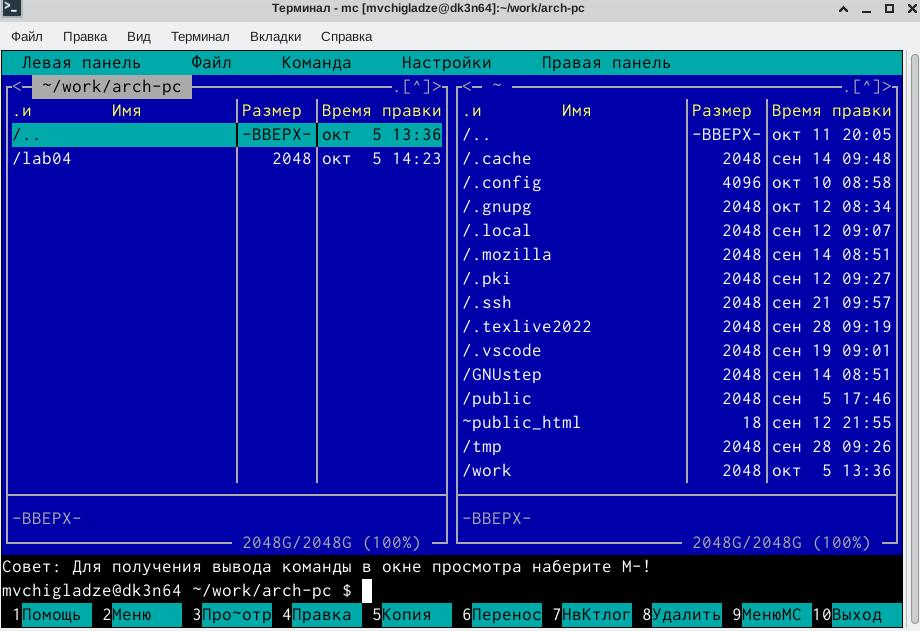 Терминал - mc [mvchigladze@dk3n64]:~/work/arch-pc
Файл Правка Вид Терминал Вкладки Справка
Левая панель Файл Команда Настройки Правая панель
<─ ~/work/arch-pc .[^]> <─ ~ .[^]>
.и Имя Размер Время правки .и Имя Размер Время правки
/.. -ВВЕРХ- окт 5 13:36 /.. -ВВЕРХ- окт 11 20:05
/lab04 2048 окт 5 14:23 /.cache 2048 сен 14 09:48
/.config 4096 окт 10 08:58
/.gnupg 2048 окт 12 08:34
/.local 2048 сен 12 09:07
/.mozilla 2048 сен 14 08:51
/.pki 2048 сен 12 09:27
/.ssh 2048 сен 21 09:57
/.texlive2022 2048 сен 28 09:19
/.vscode 2048 сен 19 09:01
/GNUstep 2048 сен 14 08:51
/public 2048 сен 5 17:46
~public_html 18 сен 12 21:55
/tmp 2048 сен 28 09:26
/work 2048 окт 5 13:36
-ВВЕРХ- -ВВЕРХ-
2048G/2048G (100%) 2048G/2048G (100%)
Совет: Для получения вывода команды в окне просмотра наберите M-!
mvchigladze@dk3n64 ~/work/arch-pc $
1Помощь 2Меню 3Про~отр 4Правка 5Копия 6Перенос 7НвКтлог 8Удалить 9МенюMC 10Выход